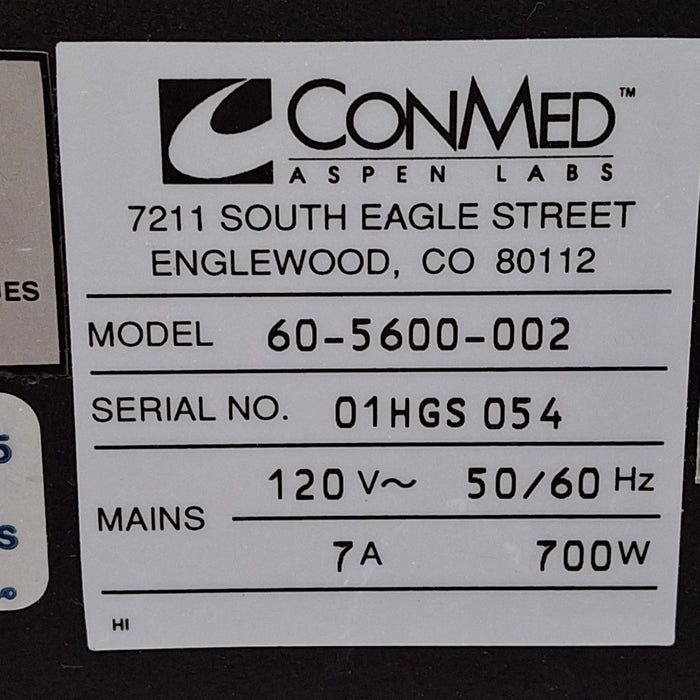 CONMED™
ASPEN LABS
7211 SOUTH EAGLE STREET
ENGLEWOOD, CO 80112
MODEL 60-5600-002
SERIAL NO. 01HGS 054
MAINS
120 V~ 50/60 Hz
7A 700W
HI